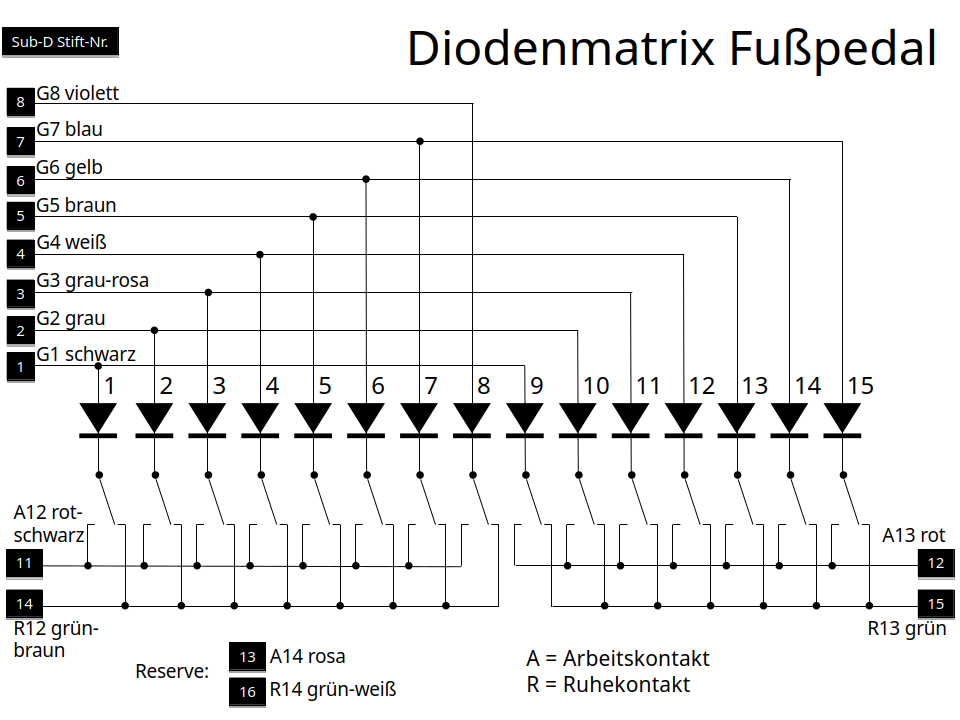 Sub-D Stift-Nr.
Diodenmatrix Fußpedal
8 G8 violett
7 G7 blau
6 G6 gelb
5 G5 braun
4 G4 weiß
3 G3 grau-rosa
2 G2 grau
1 G1 schwarz
1 2 3 4 5 6 7 8 9 10 11 12 13 14 15
A12 rot-
schwarz
11
14
R12 grün-
braun
A13 rot
12
15
R13 grün
Reserve:
13 A14 rosa
16 R14 grün-weiß
A = Arbeitskontakt
R = Ruhekontakt